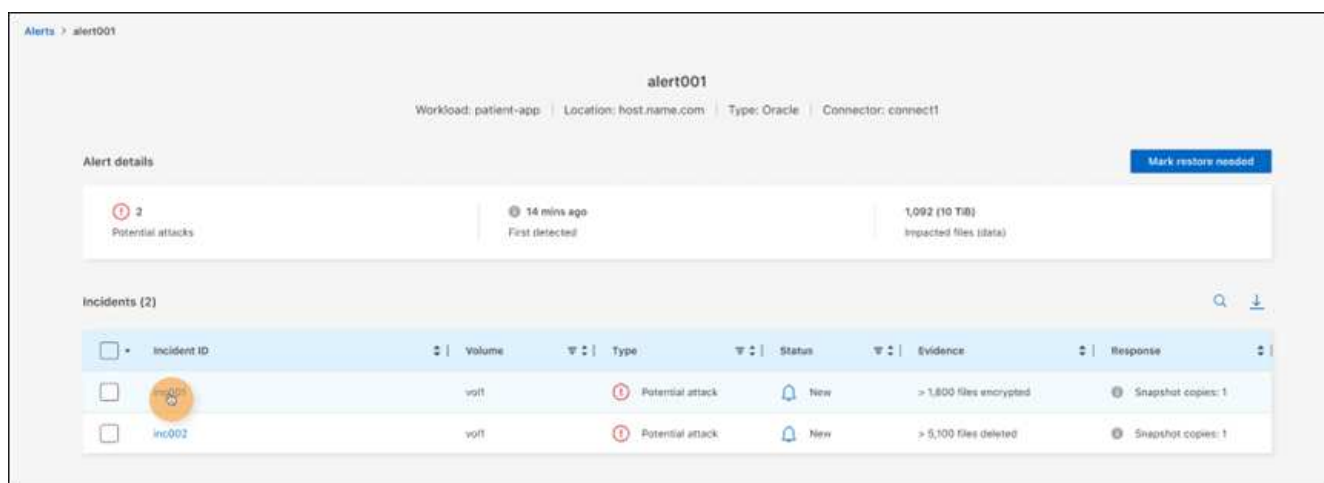 Alerts > alert001
alert001
Workload: patient-app | Location: host.name.com | Type: Oracle | Connector: connect1
Alert details
Mark restore needed
2
Potential attacks
14 mins ago
First detected
1,092 (10 TiB)
Impacted files (data)
Incidents (2)
Incident ID Volume Type Status Evidence Response
inc001 vol1 Potential attack New > 1,800 files encrypted Snapshot copies: 1
inc002 vol1 Potential attack New > 5,100 files deleted Snapshot copies: 1